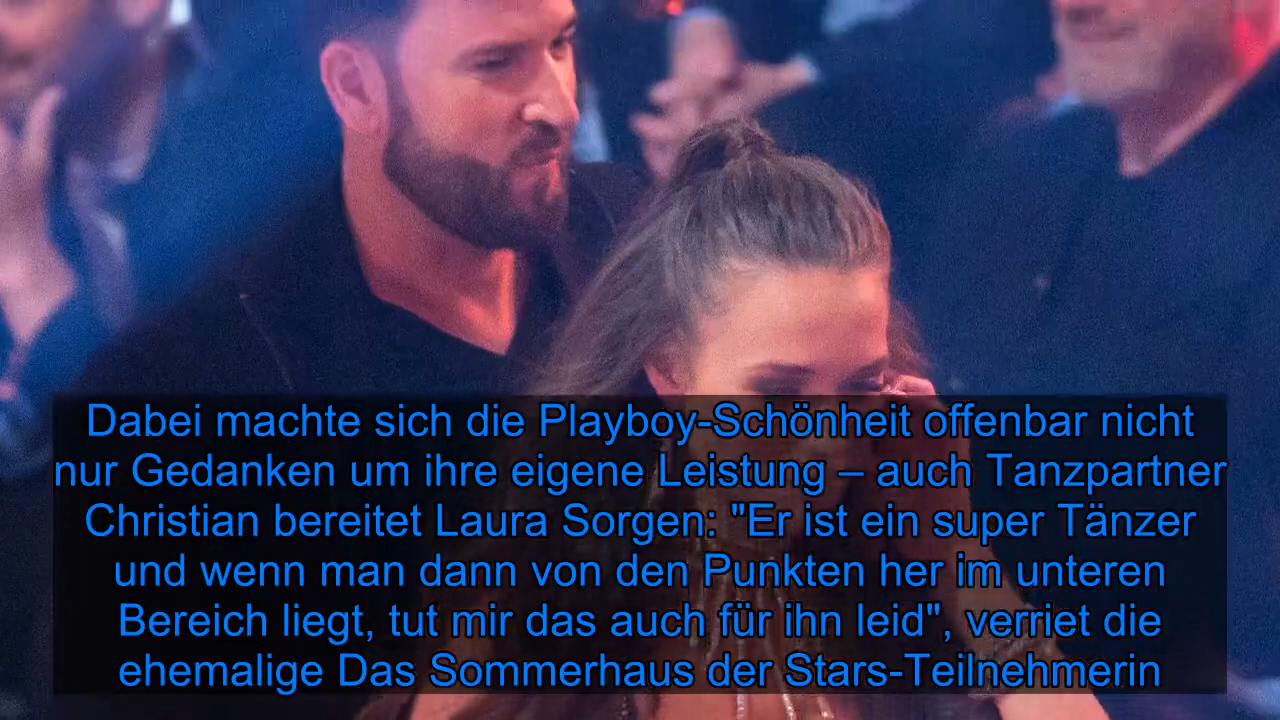 Dabei machte sich die Playboy-Schönheit offenbar nicht
nur Gedanken um ihre eigene Leistung – auch Tanzpartner
Christian bereitet Laura Sorgen: "Er ist ein super Tänzer
und wenn man dann von den Punkten her im unteren
Bereich liegt, tut mir das auch für ihn leid", verriet die
ehemalige Das Sommerhaus der Stars-Teilnehmerin